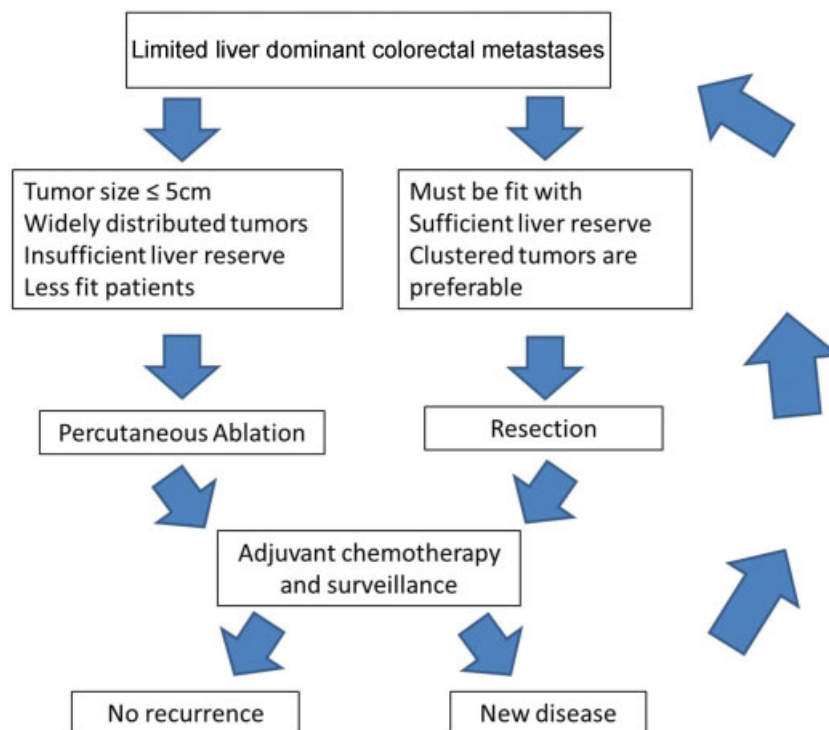 Limited liver dominant colorectal metastases
Tumor size ≤ 5cm
Widely distributed tumors
Insufficient liver reserve
Less fit patients
Must be fit with
Sufficient liver reserve
Clustered tumors are
preferable
Percutaneous Ablation
Resection
Adjuvant chemotherapy
and surveillance
No recurrence
New disease